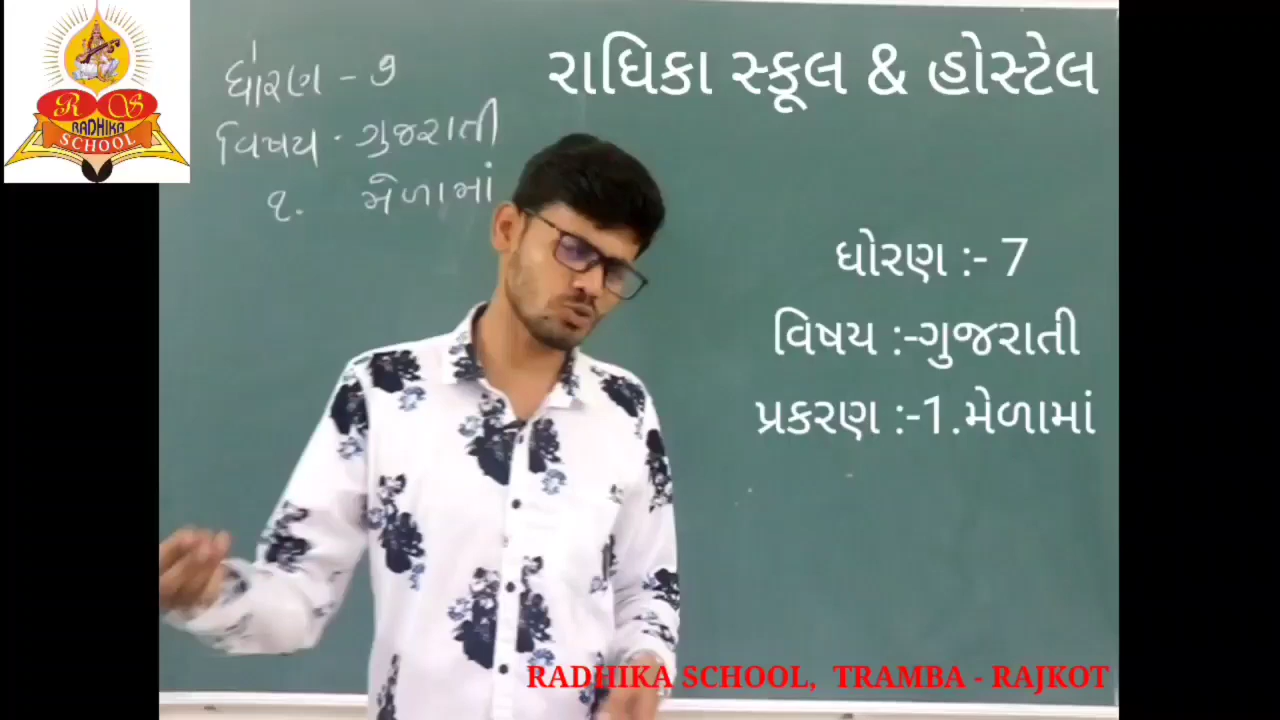 R S
RADHIKA
SCHOOL
ધોરણ - ૭
વિષય - ગુજરાતી
૧. મેળામાં
રાધિકા સ્કૂલ & હોસ્ટેલ
ધોરણ :- 7
વિષય :-ગુજરાતી
પ્રકરણ :-1.મેળામાં
RADHIKA SCHOOL, TRAMBA - RAJKOT